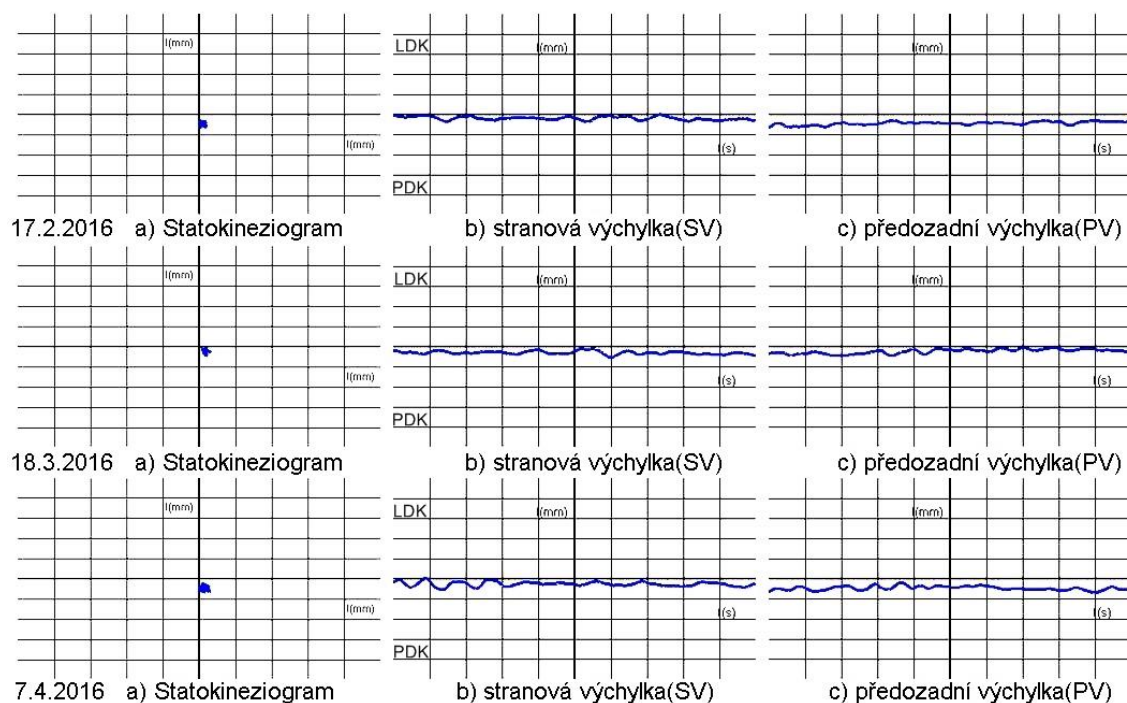 l(mm) LDK l(mm) l(mm)
l(mm) l(s) l(s)
PDK
17.2.2016 a) Statokineziogram b) stranová výchylka(SV) c) předozadní výchylka(PV)
l(mm) LDK l(mm) l(mm)
l(mm) l(s) l(s)
PDK
18.3.2016 a) Statokineziogram b) stranová výchylka(SV) c) předozadní výchylka(PV)
l(mm) LDK l(mm) l(mm)
l(mm) l(s) l(s)
PDK
7.4.2016 a) Statokineziogram b) stranová výchylka(SV) c) předozadní výchylka(PV)